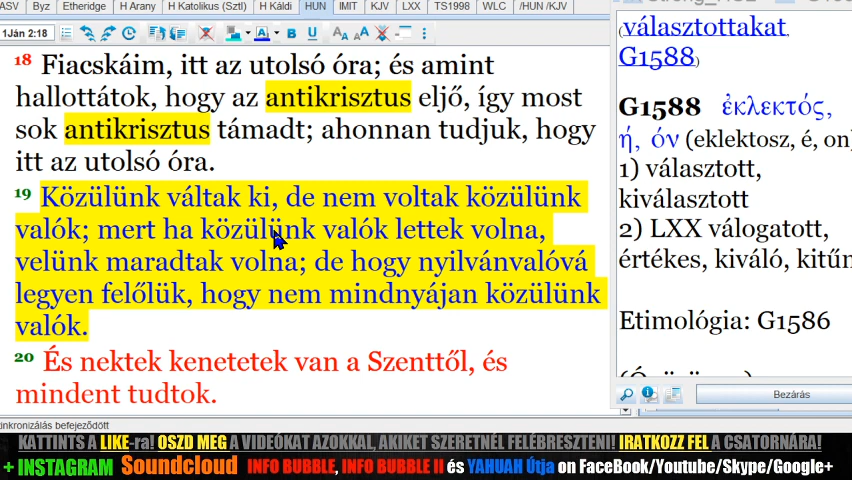 ASV Byz Etheridge H Arany H Katolikus (Sztl) H Káldi HUN IMIT KJV LXX TS1998 WLC /HUN /KJV
1Ján 2:18
18 Fiacskáim, itt az utolsó óra; és amint
hallottátok, hogy az antikrisztus eljő, így most
sok antikrisztus támadt; ahonnan tudjuk, hogy
itt az utolsó óra.
19 Közülünk váltak ki, de nem voltak közülünk
valók; mert ha közülünk valók lettek volna,
velünk maradtak volna; de hogy nyilvánvalóvá
legyen felőlük, hogy nem mindnyájan közülünk
valók.
20 És nektek kenetetek van a Szenttől, és
mindent tudtok.
(választottakat
G1588)
G1588 ἐκλεκτός,
ή, όν (eklektosz, é, on)
1) választott,
kiválasztott
2) LXX válogatott,
értékes, kiváló, kitűn
Etimológia: G1586
Bezárás
inkronizálás befejeződött
KATTINTS A LIKE-ra! OSZD MEG A VIDEÓKAT AZOKKAL, AKIKET SZERETNÉL FELÉBRESZTENI! IRATKOZZ FEL A CSATORNÁRA!
+ INSTAGRAM Soundcloud INFO BUBBLE, INFO BUBBLE II és YAHUAH Útja on FaceBook/Youtube/Skype/Google+